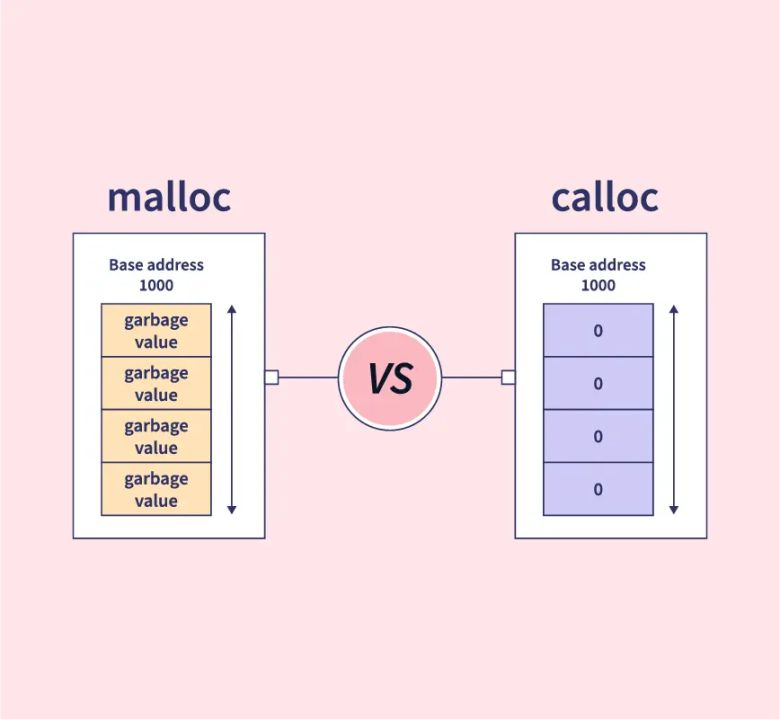 malloc
Base address
1000
garbage
value
garbage
value
garbage
value
garbage
value
VS
calloc
Base address
1000
0
0
0
0